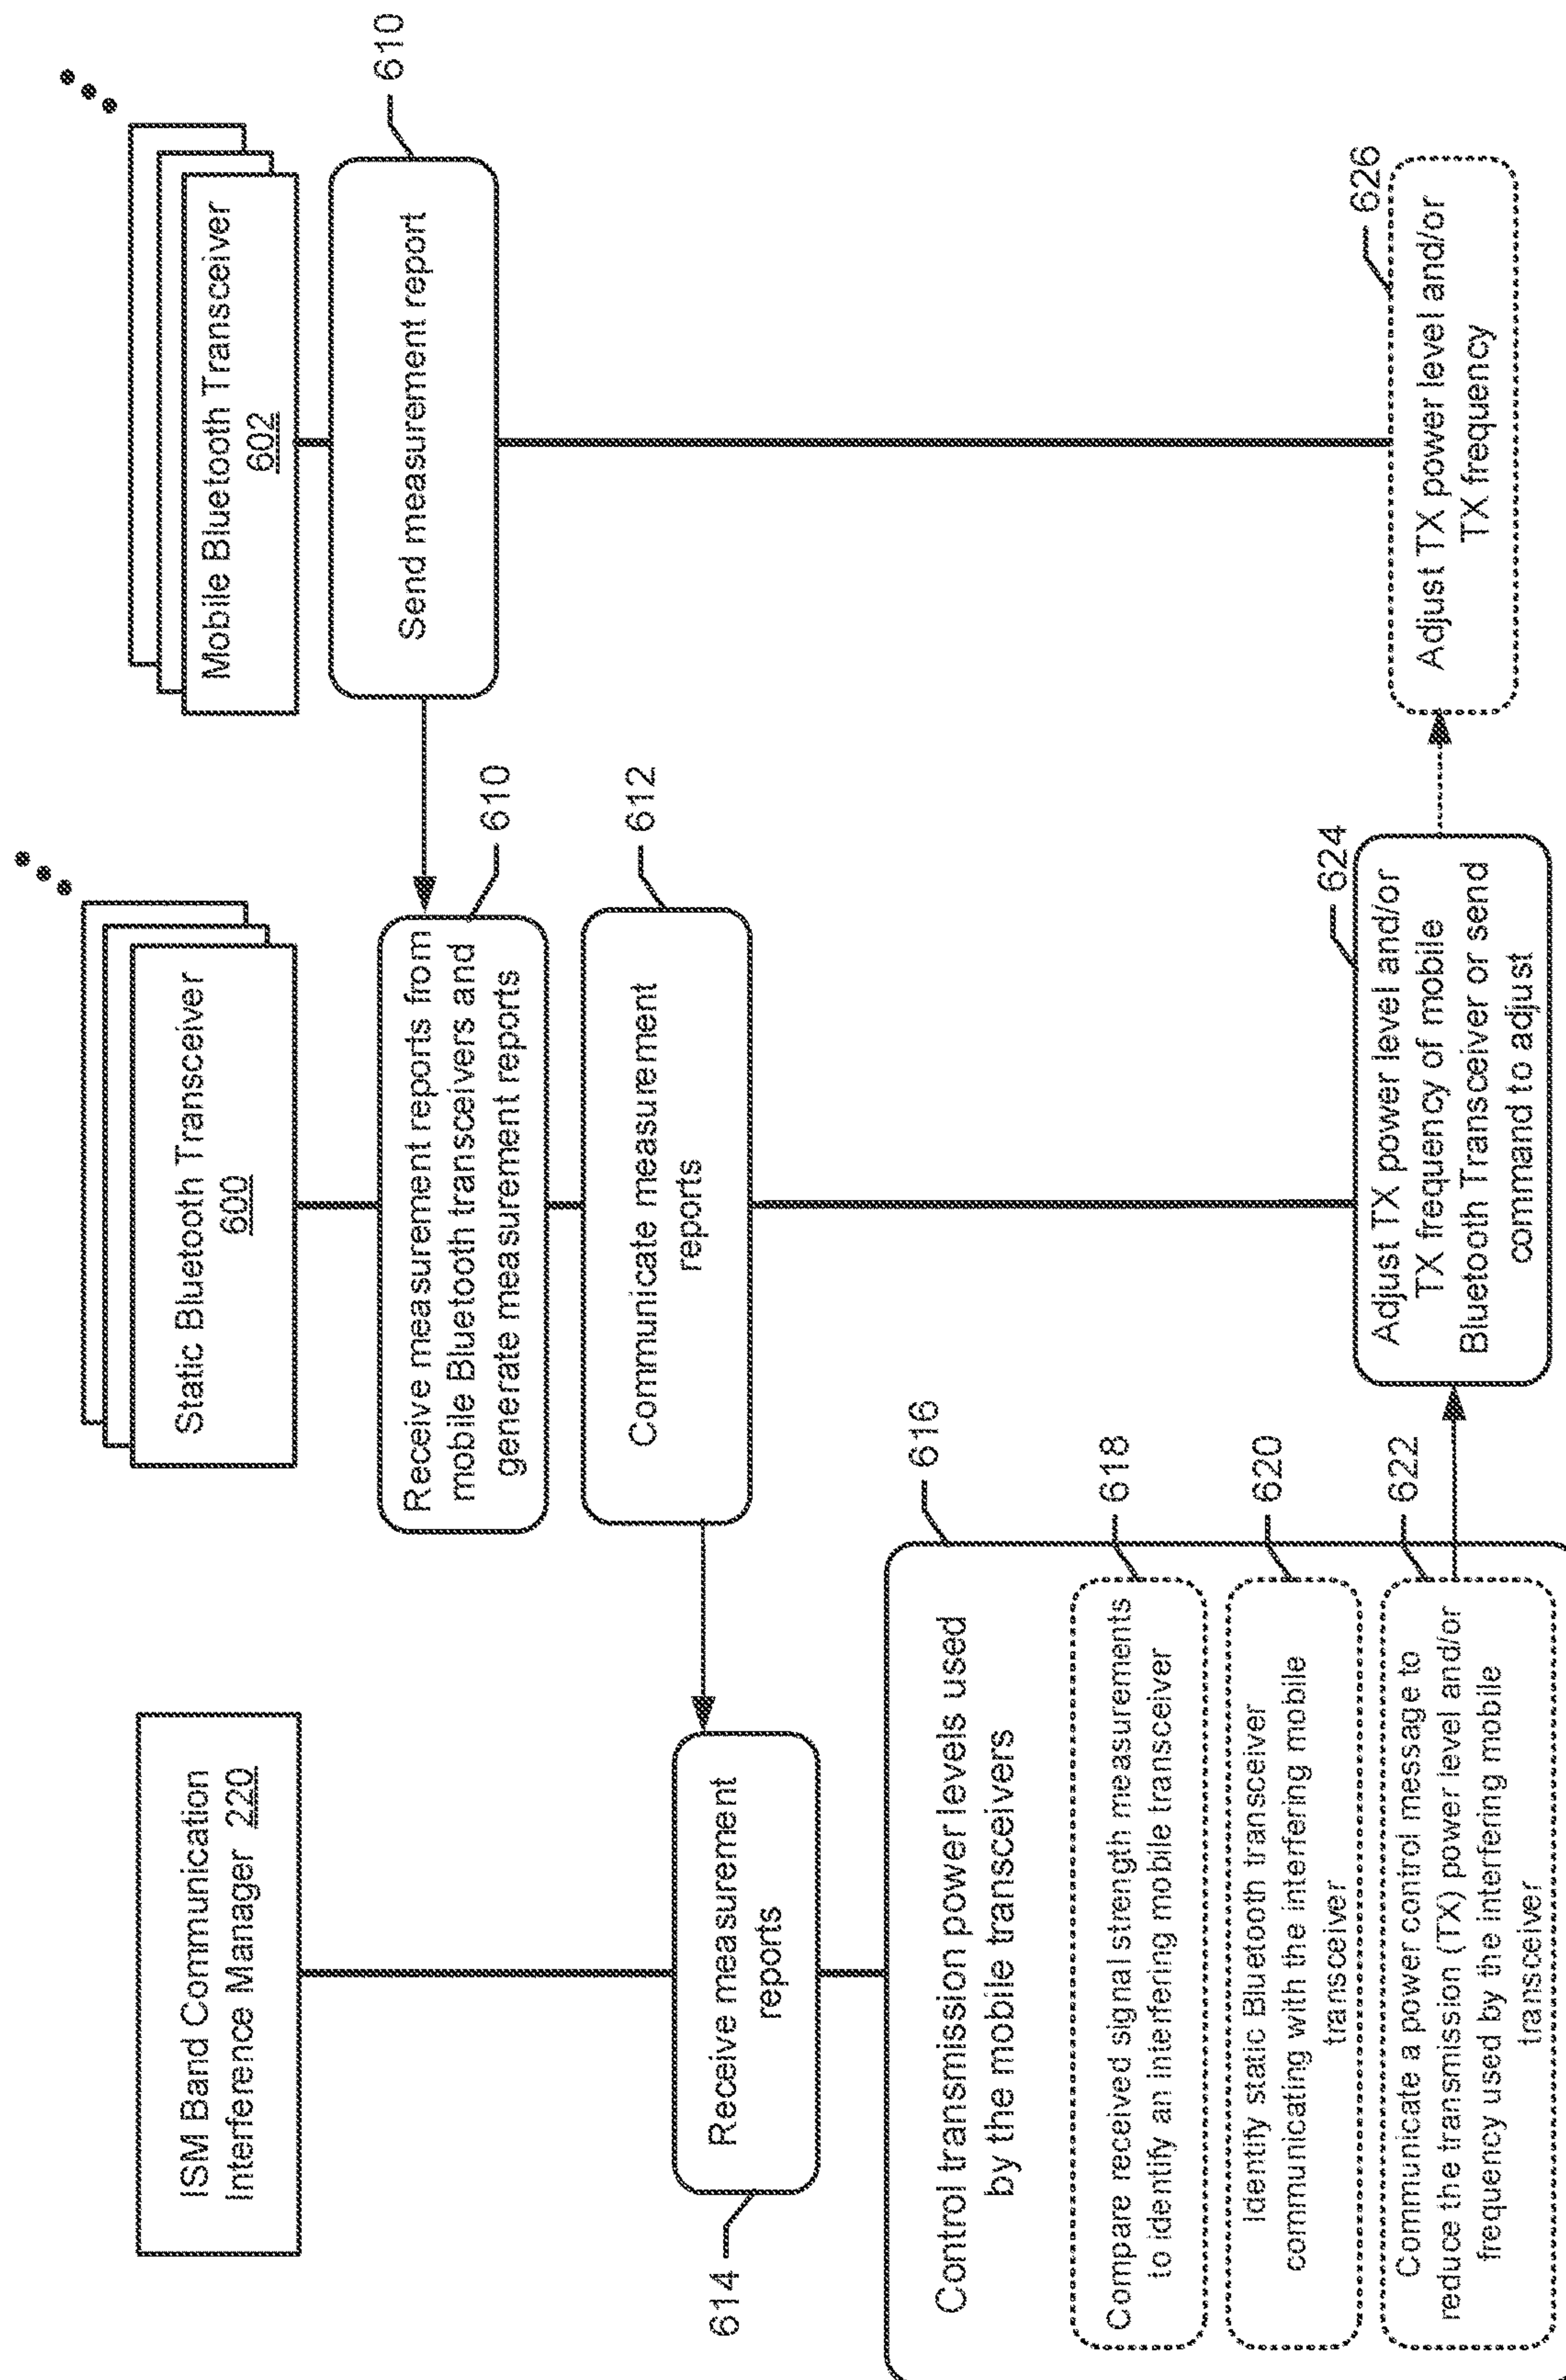 ISM Band Communication
Interference Manager 220
Static Bluetooth Transceiver
600
Mobile Bluetooth Transceiver
602
Send measurement report
610
Receive measurement reports from
mobile Bluetooth transceivers and
generate measurement reports
610
Communicate measurement
reports
612
Receive measurement
reports
614
Control transmission power levels used
by the mobile transceivers
616
Compare received signal strength measurements
to identify an interfering mobile transceiver
618
Identify static Bluetooth transceiver
communicating with the interfering mobile
transceiver
620
Communicate a power control message to
reduce the transmission (TX) power level and/or
frequency used by the interfering mobile
transceiver
622
Adjust TX power level and/or
TX frequency of mobile
Bluetooth Transceiver or send
command to adjust
624
Adjust TX power level and/or
TX frequency
626